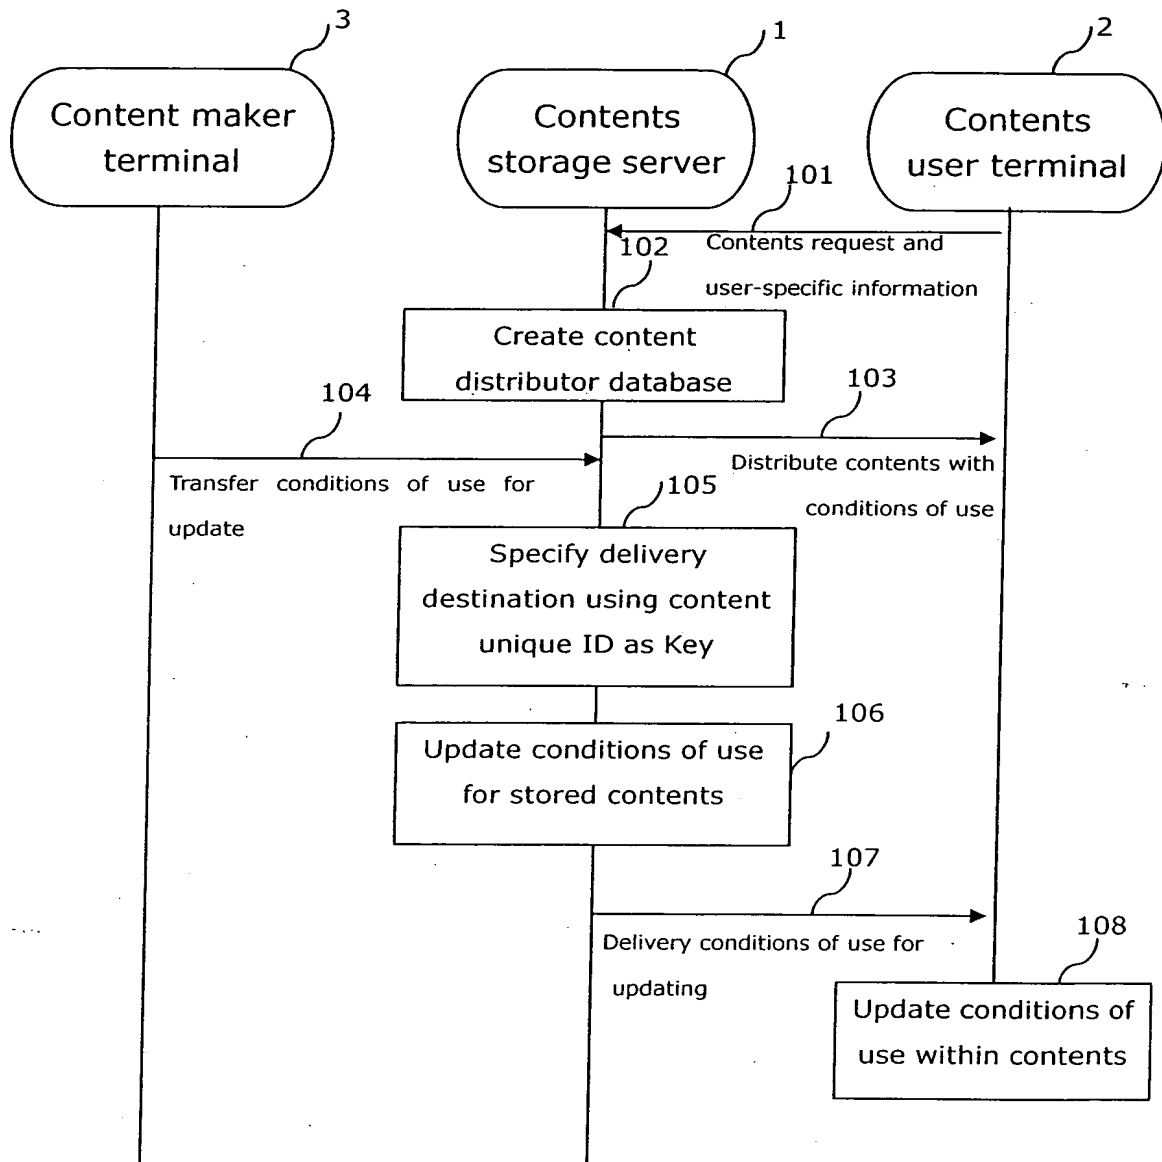 3
1
2
Content maker
terminal
Contents
storage server
Contents
user terminal
101
Contents request and
user-specific information
102
Create content
distributor database
103
Distribute contents with
conditions of use
104
Transfer conditions of use for
update
105
Specify delivery
destination using content
unique ID as Key
106
Update conditions of use
for stored contents
107
Delivery conditions of use for
updating
108
Update conditions of
use within contents